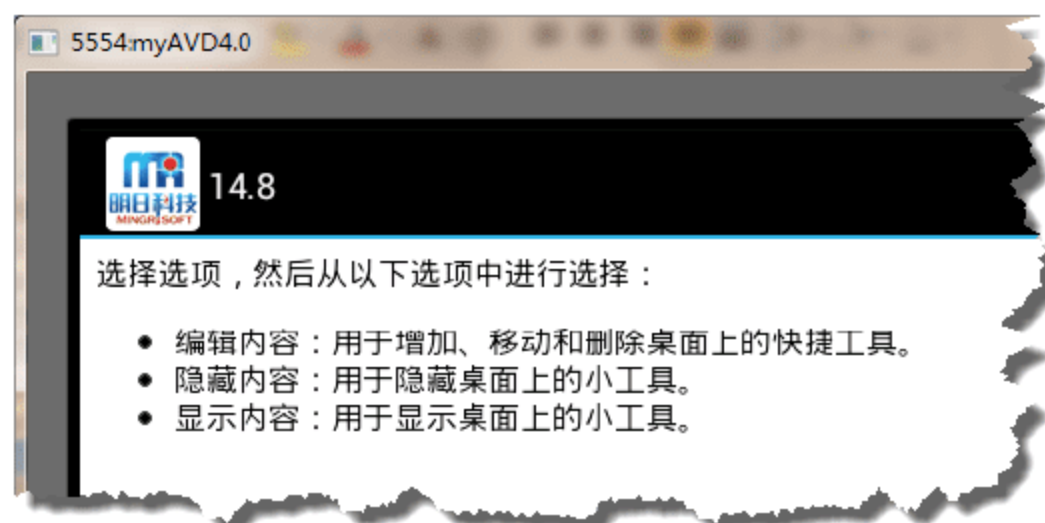 5554:myAVD4.0
明日科技
MINGRISOFT
14.8
选择选项，然后从以下选项中进行选择：
编辑内容：用于增加、移动和删除桌面上的快捷工具。
隐藏内容：用于隐藏桌面上的小工具。
显示内容：用于显示桌面上的小工具。